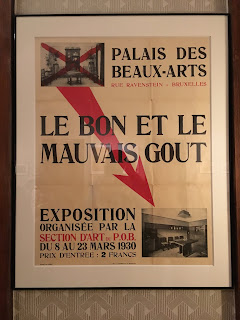 PALAIS DES
BEAUX-ARTS
RUE RAVENSTEIN - BRUXELLES
LE BON ET LE
MAUVAIS GOUT
EXPOSITION
ORGANISÉE PAR LA
SECTION D'ART DU P.O.B.
DU 8 AU 23 MARS 1930
PRIX D'ENTRÉE : 2 FRANCS